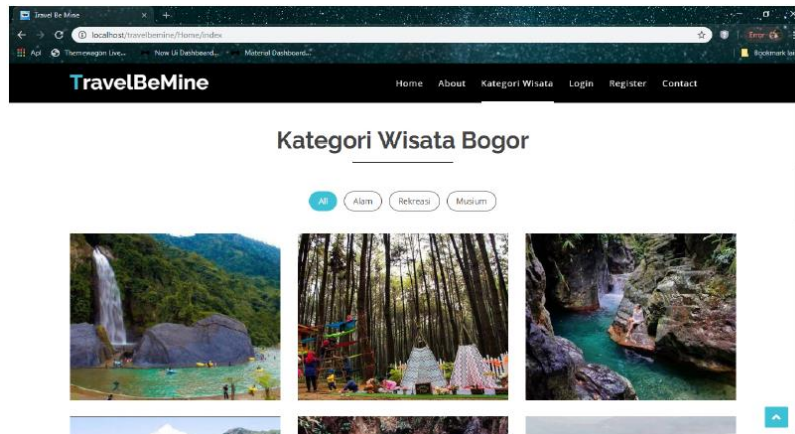 Travel Be Mine
localhost/travelbemine/Home/index
Error
Apl Themewagon Live... Now Ui Dashboard... Material Dashboard...
TravelBeMine
Home About Kategori Wisata Login Register Contact
Kategori Wisata Bogor
All Alam Rekreasi Musium